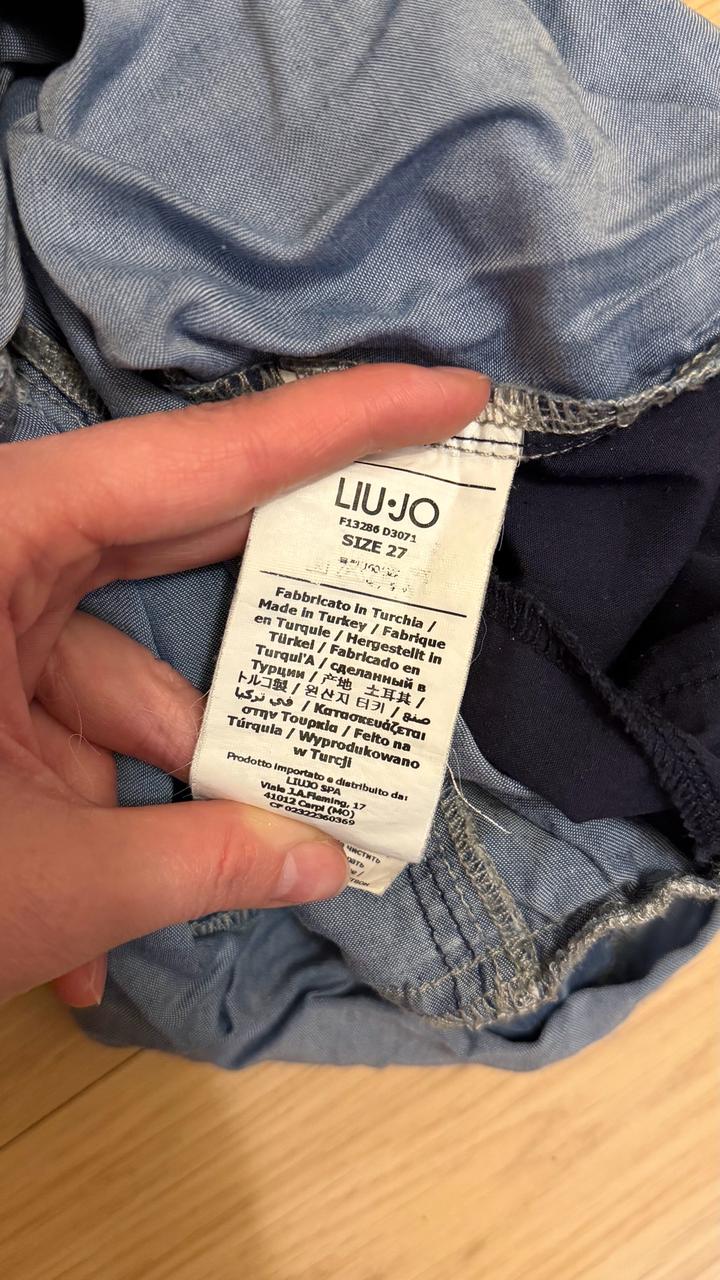 LIU·JO
F13286 D3071
SIZE 27
Fabbricato in Turchia /
Made in Turkey / Fabrique
en Turquie / Hergestellt in
Türkei / Fabricado en
Turqui'A / сделанный в
Турции / 产地 土耳其 /
トルコ製 / 원산지 터키 / صنع
في تركيا / Κατασκευάζεται
στην Τουρκία / Feito na
Túrquia / Wyprodukowano
w Turcji
Prodotto importato e distribuito da:
LIUJO SPA
Viale J.A.Fleming, 17
41012 Carpi (MO)
CF 02322360369
чистить